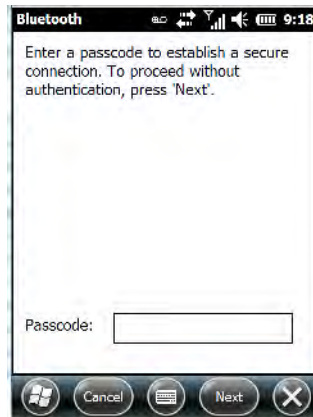 Bluetooth 9:18
Enter a passcode to establish a secure
connection. To proceed without
authentication, press 'Next'.
Passcode:
Cancel Next